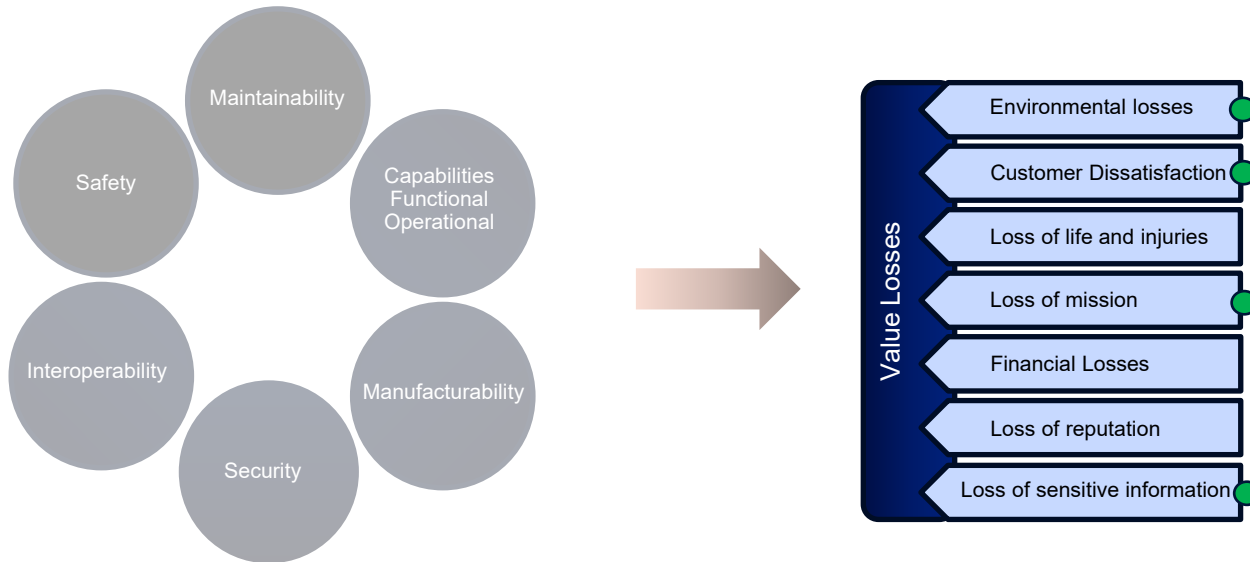 Maintainability
Safety
Capabilities
Functional
Operational
Interoperability
Manufacturability
Security
Value Losses
Environmental losses
Customer Dissatisfaction
Loss of life and injuries
Loss of mission
Financial Losses
Loss of reputation
Loss of sensitive information